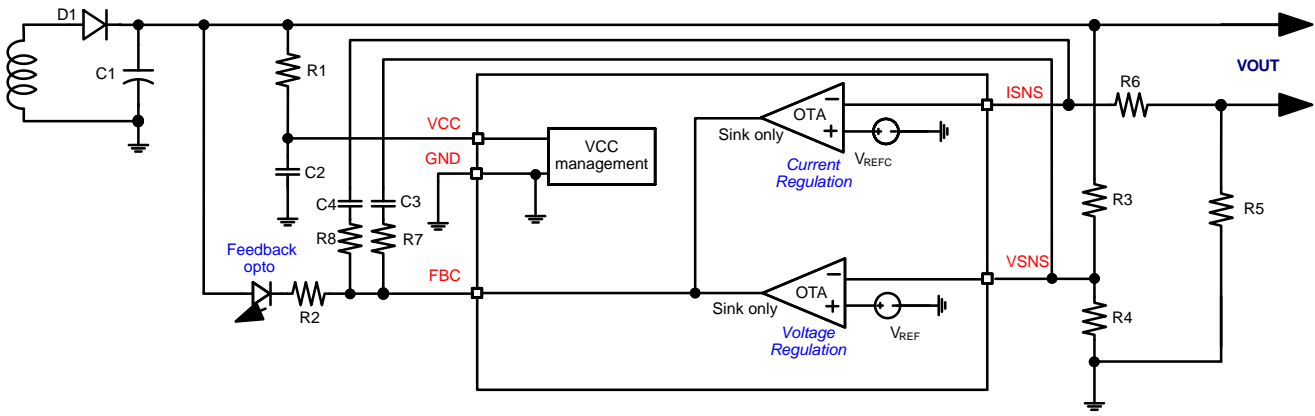 D1
C1
R1
VOUT
ISNS
R6
OTA
Sink only
VCC
VCC
management
VREFC
GND
Current
Regulation
C2
C4
C3
R3
R5
R8
R7
Feedback
opto
FBC
VSNS
OTA
Sink only
R2
VREF
R4
Voltage
Regulation